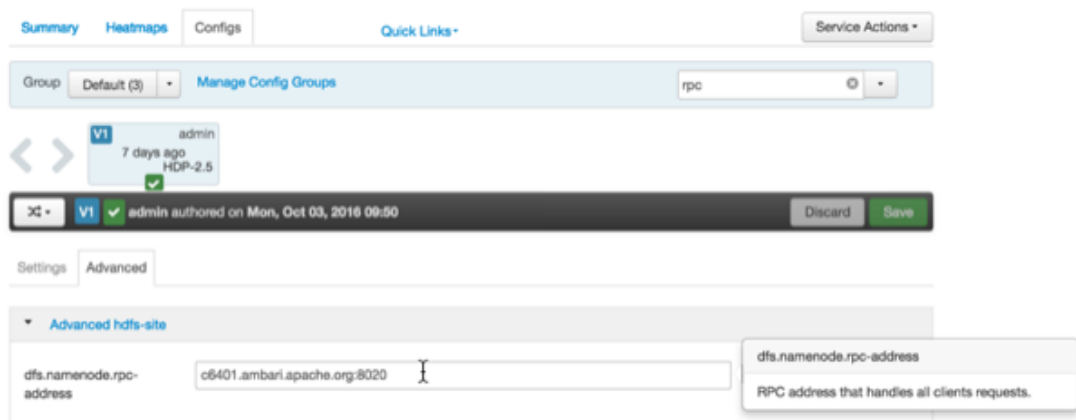 Summary Heatmaps Configs Quick Links Service Actions
Group Default (3) Manage Config Groups rpc
V1 admin
7 days ago
HDP-2.5
V1 admin authored on Mon, Oct 03, 2016 09:50 Discard Save
Settings Advanced
Advanced hdfs-site
dfs.namenode.rpc-address
dfs.namenode.rpc-
address
c6401.ambari.apache.org:8020
RPC address that handles all clients requests.